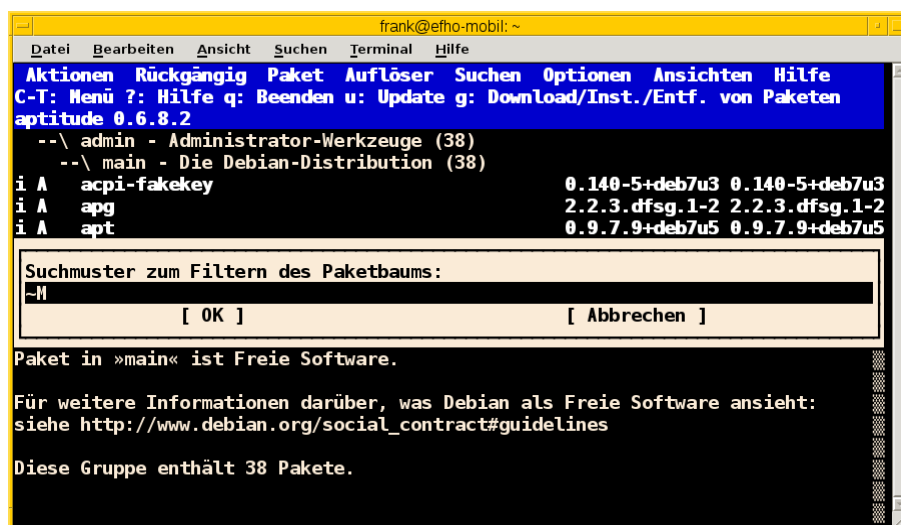 frank@efho-mobil: ~
Datei Bearbeiten Ansicht Suchen Terminal Hilfe
Aktionen Rückgängig Paket Auflöser Suchen Optionen Ansichten Hilfe
C-T: Menü ?: Hilfe q: Beenden u: Update g: Download/Inst./Entf. von Paketen
aptitude 0.6.8.2
--\ admin - Administrator-Werkzeuge (38)
--\ main - Die Debian-Distribution (38)
i A acpi-fakekey 0.140-5+deb7u3 0.140-5+deb7u3
i A apg 2.2.3.dfsg.1-2 2.2.3.dfsg.1-2
i A apt 0.9.7.9+deb7u5 0.9.7.9+deb7u5
Suchmuster zum Filtern des Paketbaums:
~M
[ OK ] [ Abbrechen ]
Paket in »main« ist Freie Software.
Für weitere Informationen darüber, was Debian als Freie Software ansieht:
siehe http://www.debian.org/social_contract#guidelines
Diese Gruppe enthält 38 Pakete.